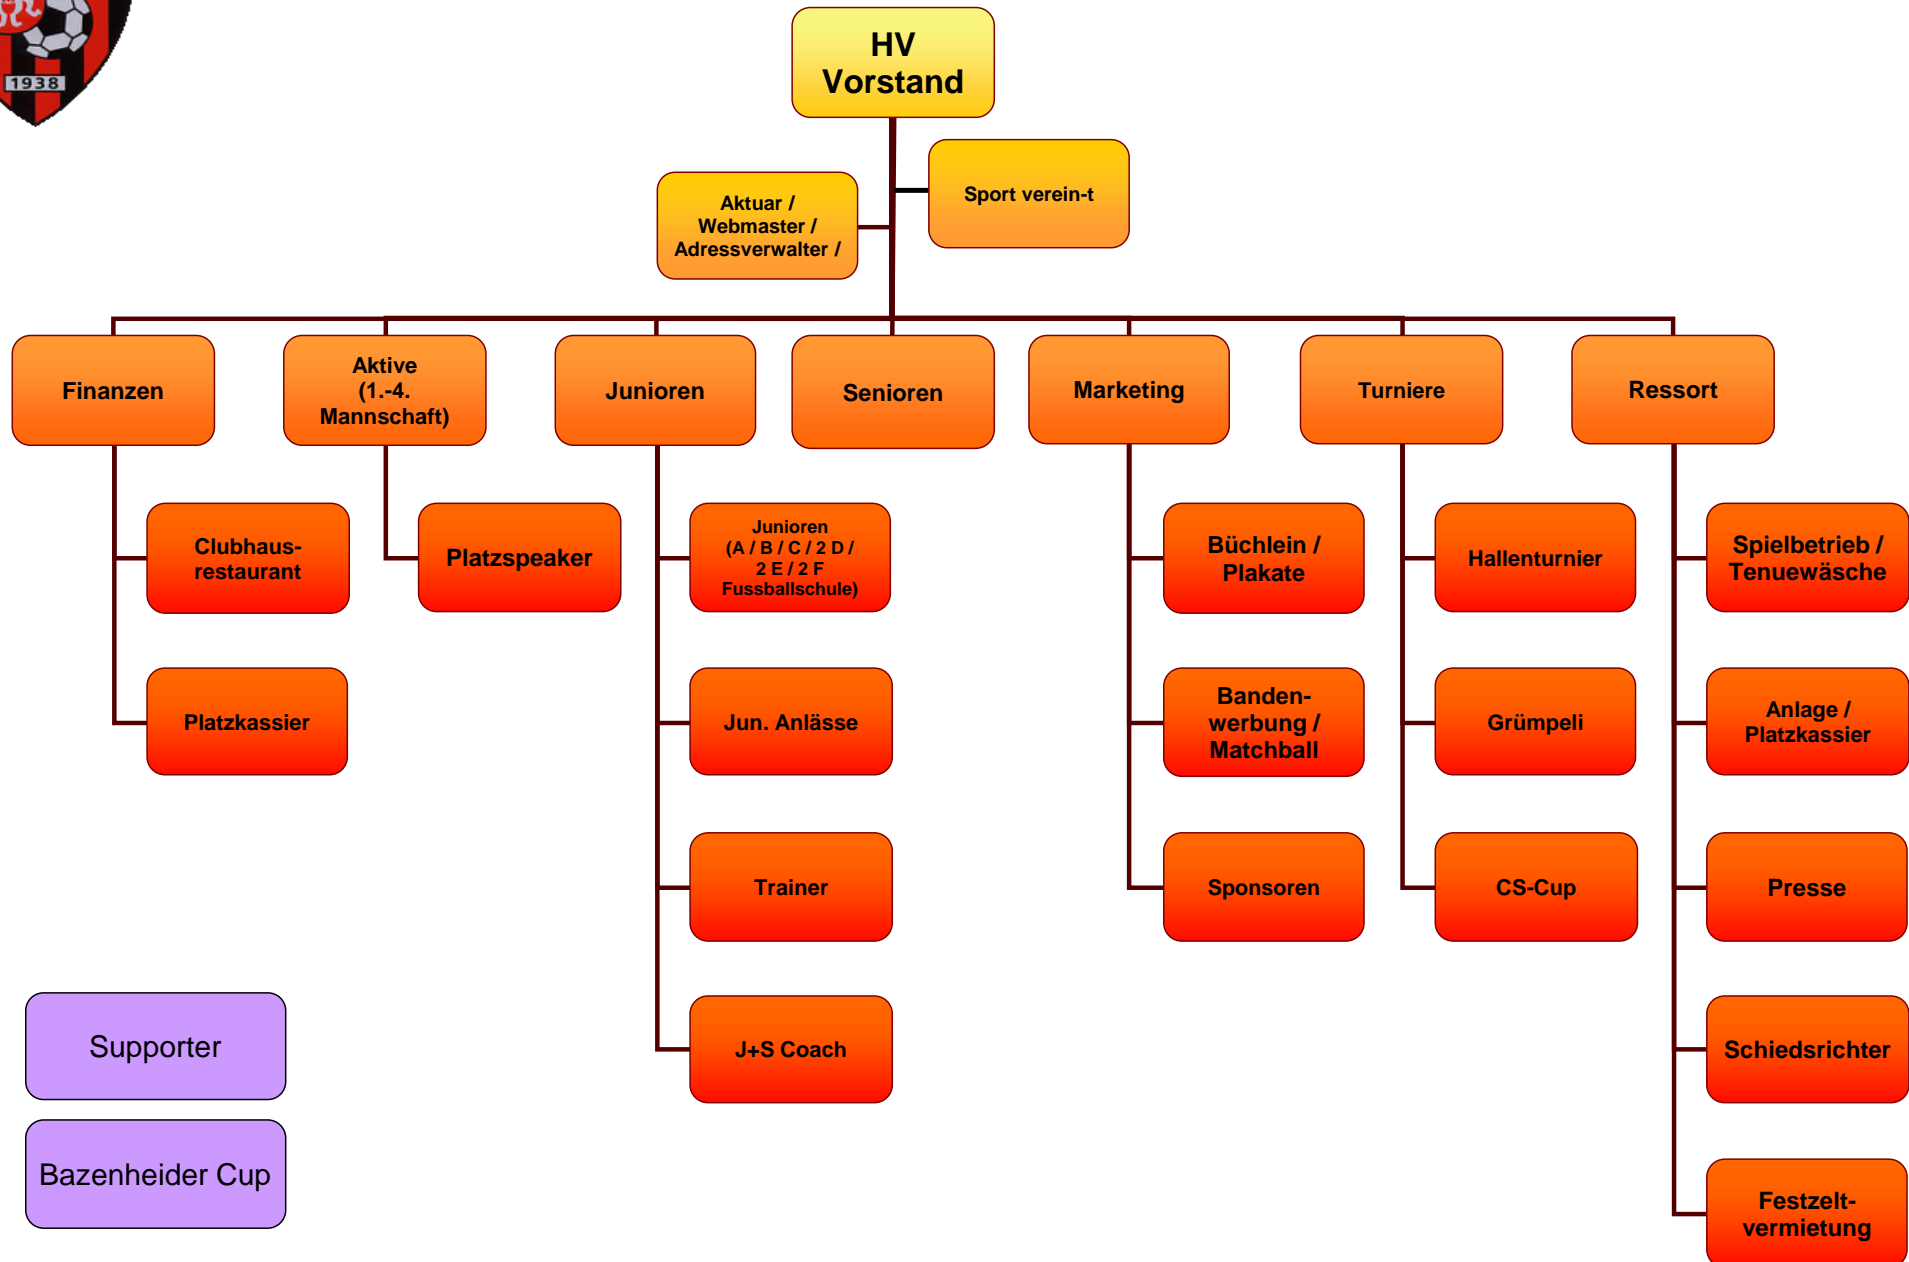 1938
HV
Vorstand
Sport verein-t
Aktuar /
Webmaster /
Adressverwalter /
Finanzen
Aktive
(1.-4.
Mannschaft)
Junioren
Senioren
Marketing
Turniere
Ressort
Clubhaus-
restaurant
Platzspeaker
Junioren
(A / B / C / 2 D /
2 E / 2 F
Fussballschule)
Büchlein /
Plakate
Hallenturnier
Spielbetrieb /
Tenuewäsche
Platzkassier
Jun. Anlässe
Banden-
werbung /
Matchball
Grümpeli
Anlage /
Platzkassier
Trainer
Sponsoren
CS-Cup
Presse
Supporter
J+S Coach
Schiedsrichter
Bazenheider Cup
Festzelt-
vermietung